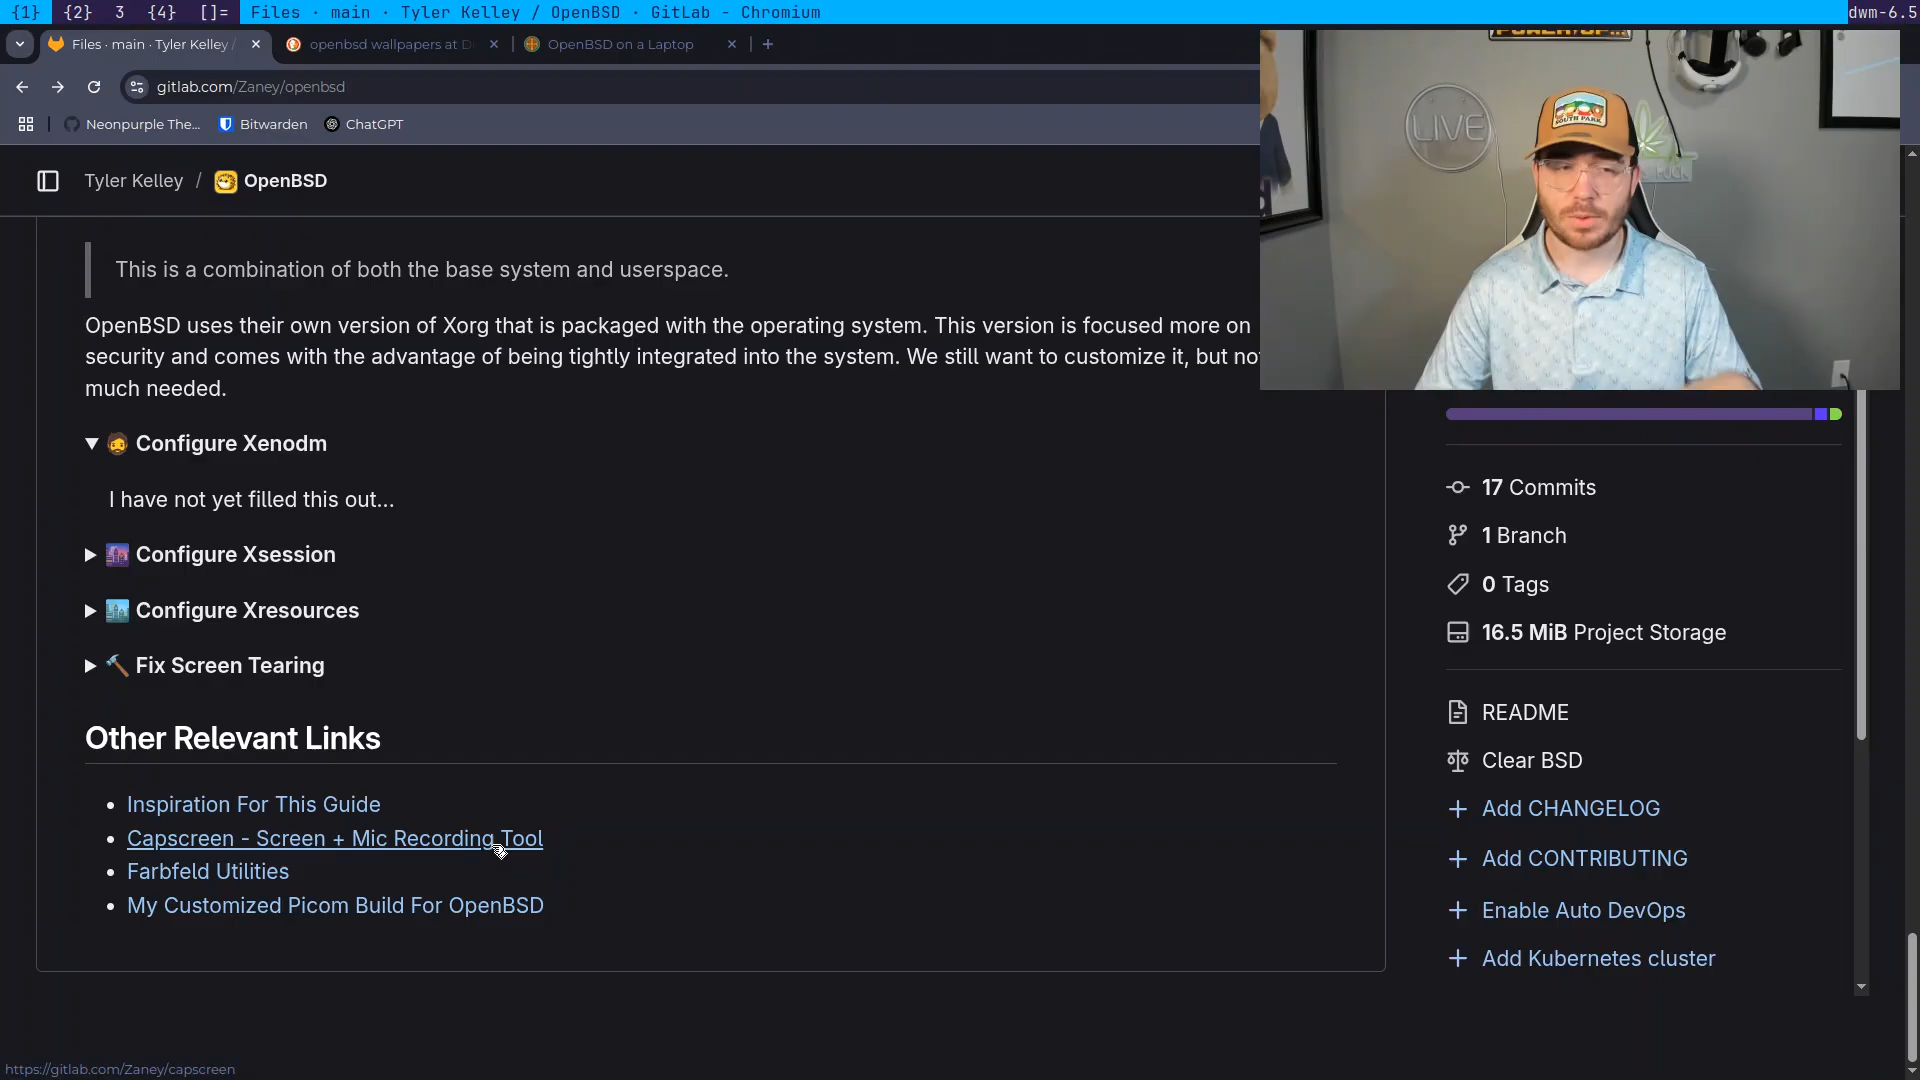 {1} {2} 3 {4} []= Files · main · Tyler Kelley / OpenBSD · GitLab - Chromium dwm-6.5
Files · main · Tyler Kelley / openbsd wallpapers at D OpenBSD on a Laptop
gitlab.com/Zaney/openbsd
Neonpurple The... Bitwarden ChatGPT
Tyler Kelley / OpenBSD
LIVE
SOUTH PARK
This is a combination of both the base system and userspace.
OpenBSD uses their own version of Xorg that is packaged with the operating system. This version is focused more on
security and comes with the advantage of being tightly integrated into the system. We still want to customize it, but
much needed.
Configure Xenodm
I have not yet filled this out...
Configure Xsession
Configure Xresources
Fix Screen Tearing
Other Relevant Links
Inspiration For This Guide
Capscreen - Screen + Mic Recording Tool
Farbfeld Utilities
My Customized Picom Build For OpenBSD
17 Commits
1 Branch
0 Tags
16.5 MiB Project Storage
README
Clear BSD
Add CHANGELOG
Add CONTRIBUTING
Enable Auto DevOps
Add Kubernetes cluster
https://gitlab.com/Zaney/capscreen